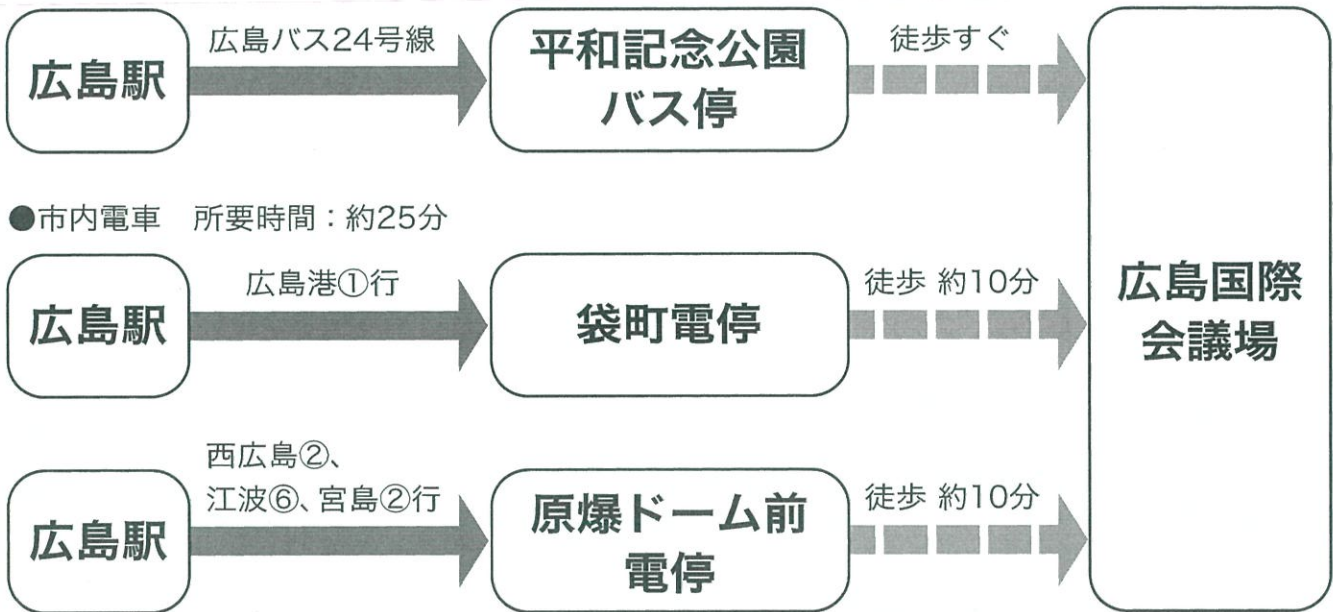 広島駅
広島バス24号線
平和記念公園
バス停
徒歩すぐ
●市内電車　所要時間：約25分
広島駅
広島港①行
袋町電停
徒歩 約10分
広島駅
西広島②、
江波⑥、宮島②行
原爆ドーム前
電停
徒歩 約10分
広島国際
会議場